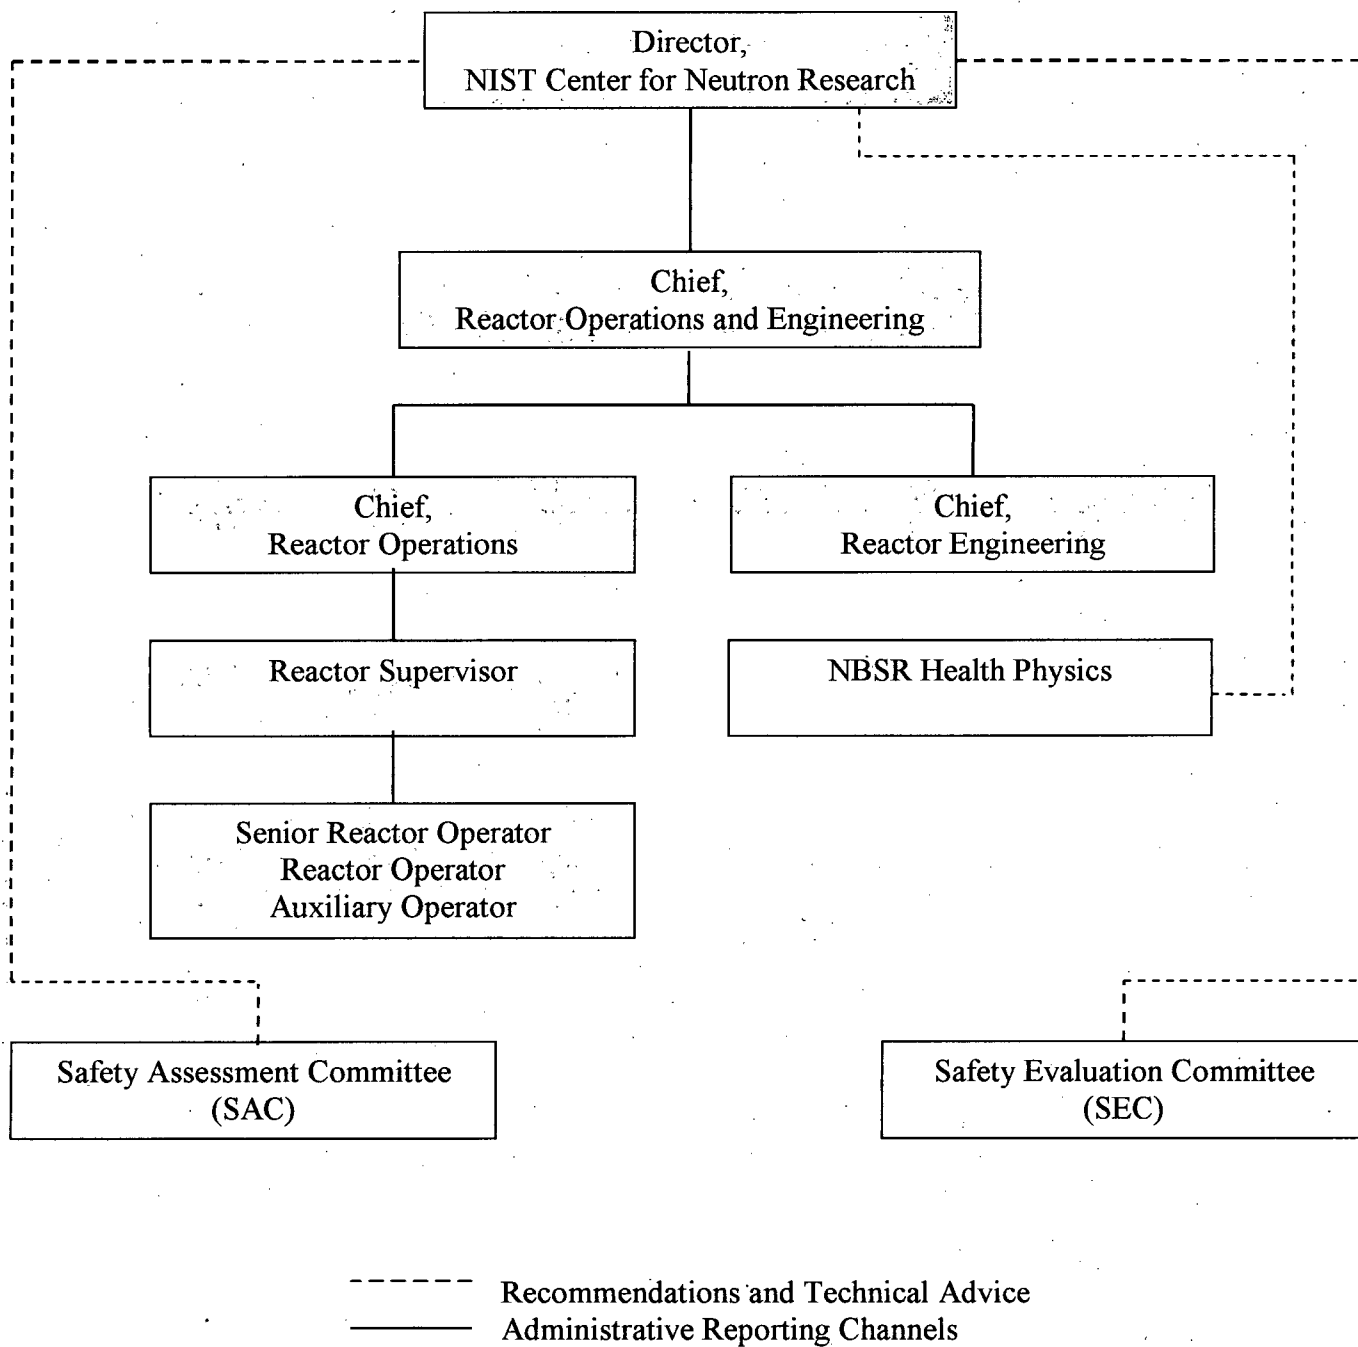 Director,
NIST Center for Neutron Research
Chief,
Reactor Operations and Engineering
Chief,
Reactor Operations
Chief,
Reactor Engineering
Reactor Supervisor
NBSR Health Physics
Senior Reactor Operator
Reactor Operator
Auxiliary Operator
Safety Assessment Committee
(SAC)
Safety Evaluation Committee
(SEC)
Recommendations and Technical Advice
Administrative Reporting Channels